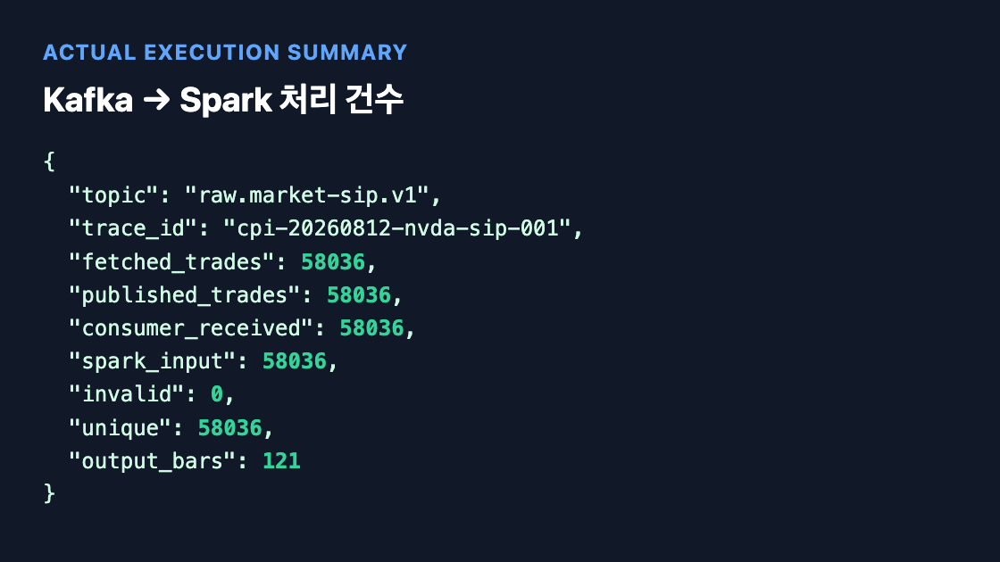 ACTUAL EXECUTION SUMMARY
Kafka → Spark 처리 건수
{
  "topic": "raw.market-sip.v1",
  "trace_id": "cpi-20260812-nvda-sip-001",
  "fetched_trades": 58036,
  "published_trades": 58036,
  "consumer_received": 58036,
  "spark_input": 58036,
  "invalid": 0,
  "unique": 58036,
  "output_bars": 121
}